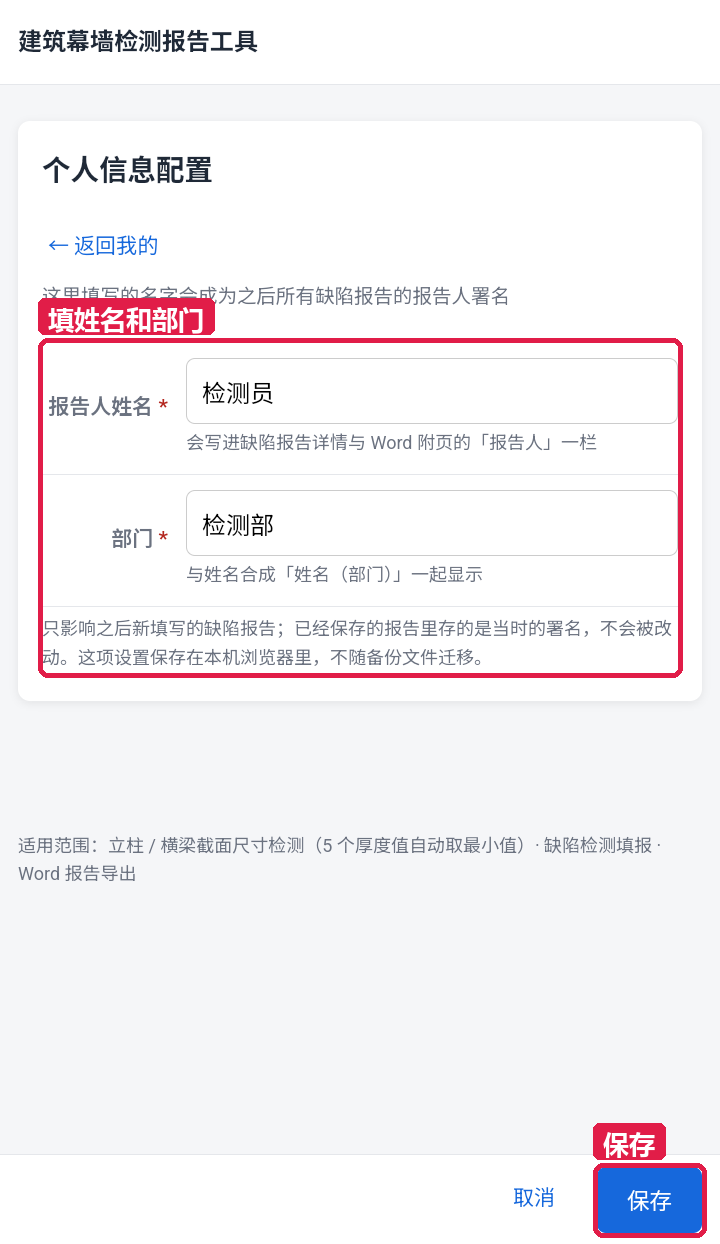 建筑幕墙检测报告工具
个人信息配置
← 返回我的
这里填写的名字会成为之后所有缺陷报告的报告人署名
填姓名和部门
报告人姓名 *
检测员
会写进缺陷报告详情与 Word 附页的「报告人」一栏
部门 *
检测部
与姓名合成「姓名（部门）」一起显示
只影响之后新填写的缺陷报告；已经保存的报告里存的是当时的署名，不会被改
动。这项设置保存在本机浏览器里，不随备份文件迁移。
适用范围：立柱 / 横梁截面尺寸检测（5 个厚度值自动取最小值）· 缺陷检测填报 ·
Word 报告导出
保存
取消
保存